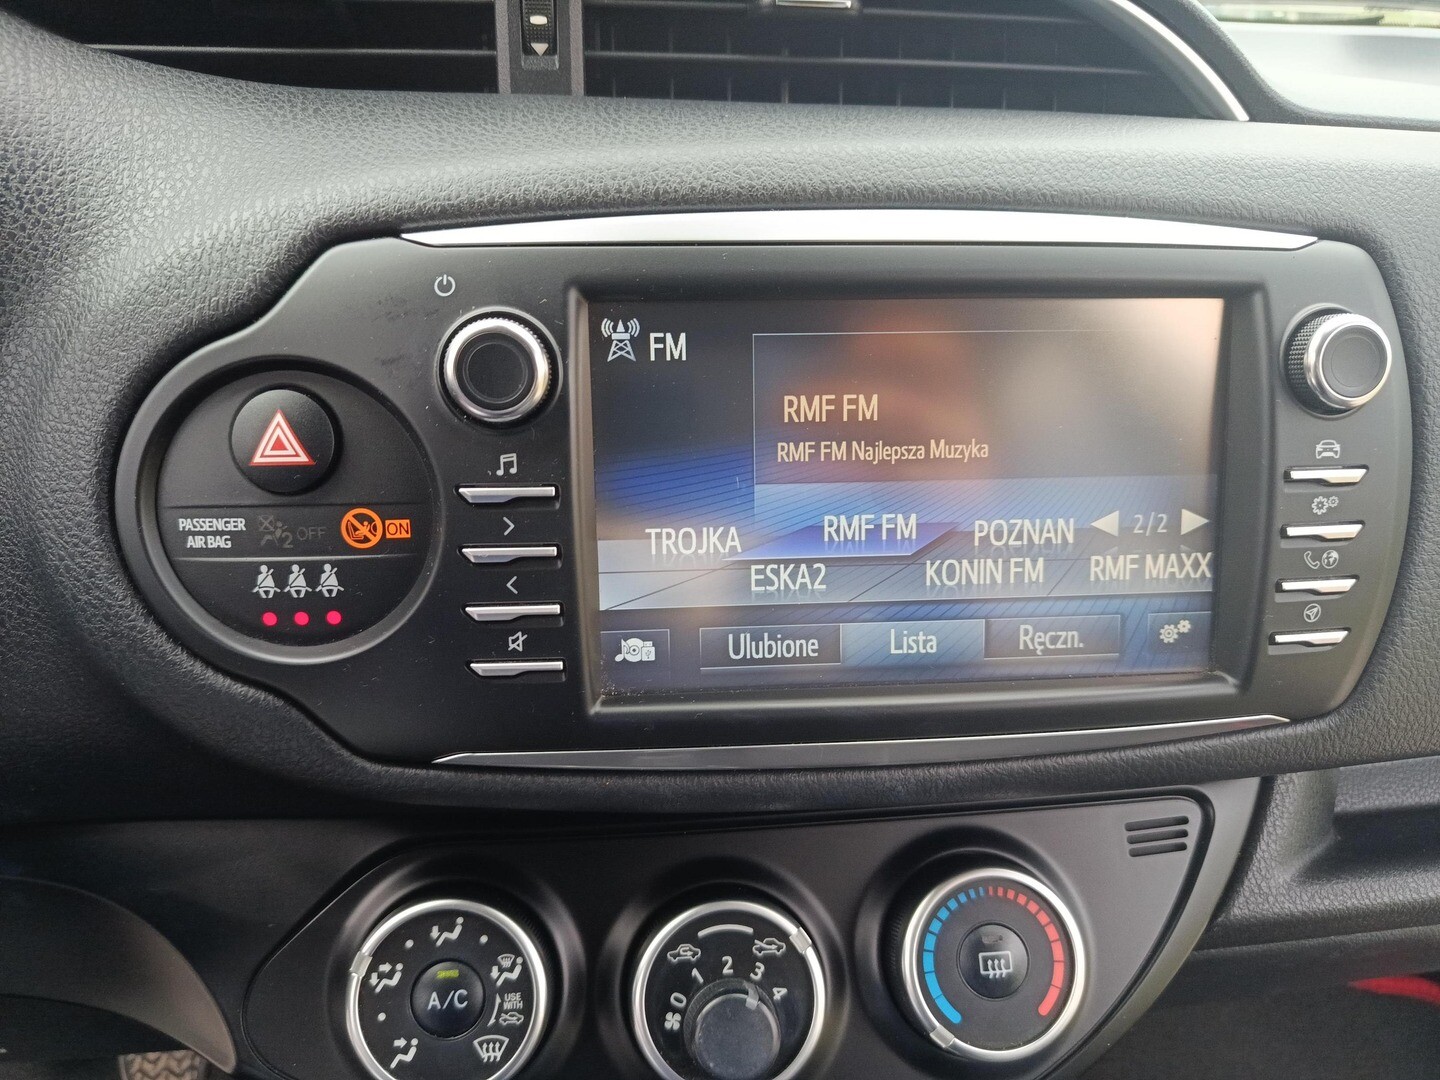 FM
RMF FM
RMF FM Najlepsza Muzyka
TROJKA RMF FM POZNAN 2/2
ESKA2 KONIN FM RMF MAXX
Ulubione Lista Ręczn.
PASSENGER
AIR BAG
2 OFF
ON
A/C
USE
WITH
0 1 2 3 4